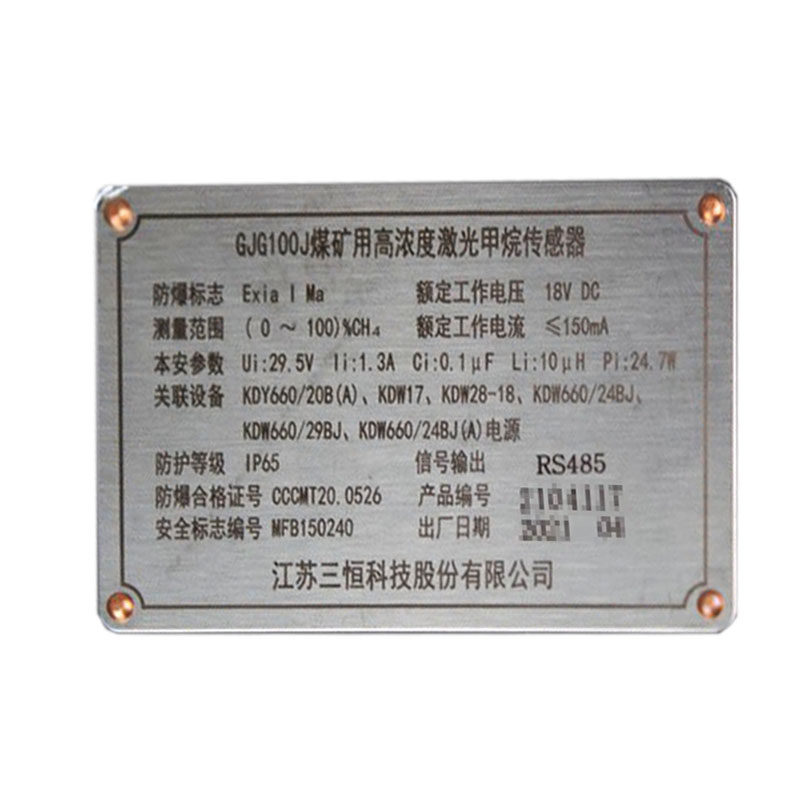 GJG100J煤矿用高浓度激光甲烷传感器
防爆标志 Exia I Ma 额定工作电压 18V DC
测量范围 (0～100)%CH₄ 额定工作电流 ≤150mA
本安参数 Ui:29.5V Ii:1.3A Ci:0.1μF Li:10μH Pi:24.7W
关联设备 KDY660/20B(A)、KDW17、KDW28-18、KDW660/24BJ、
KDW660/29BJ、KDW660/24BJ(A)电源
防护等级 IP65 信号输出 RS485
防爆合格证号 CCCMT20.0526 产品编号
安全标志编号 MFB150240 出厂日期
江苏三恒科技股份有限公司